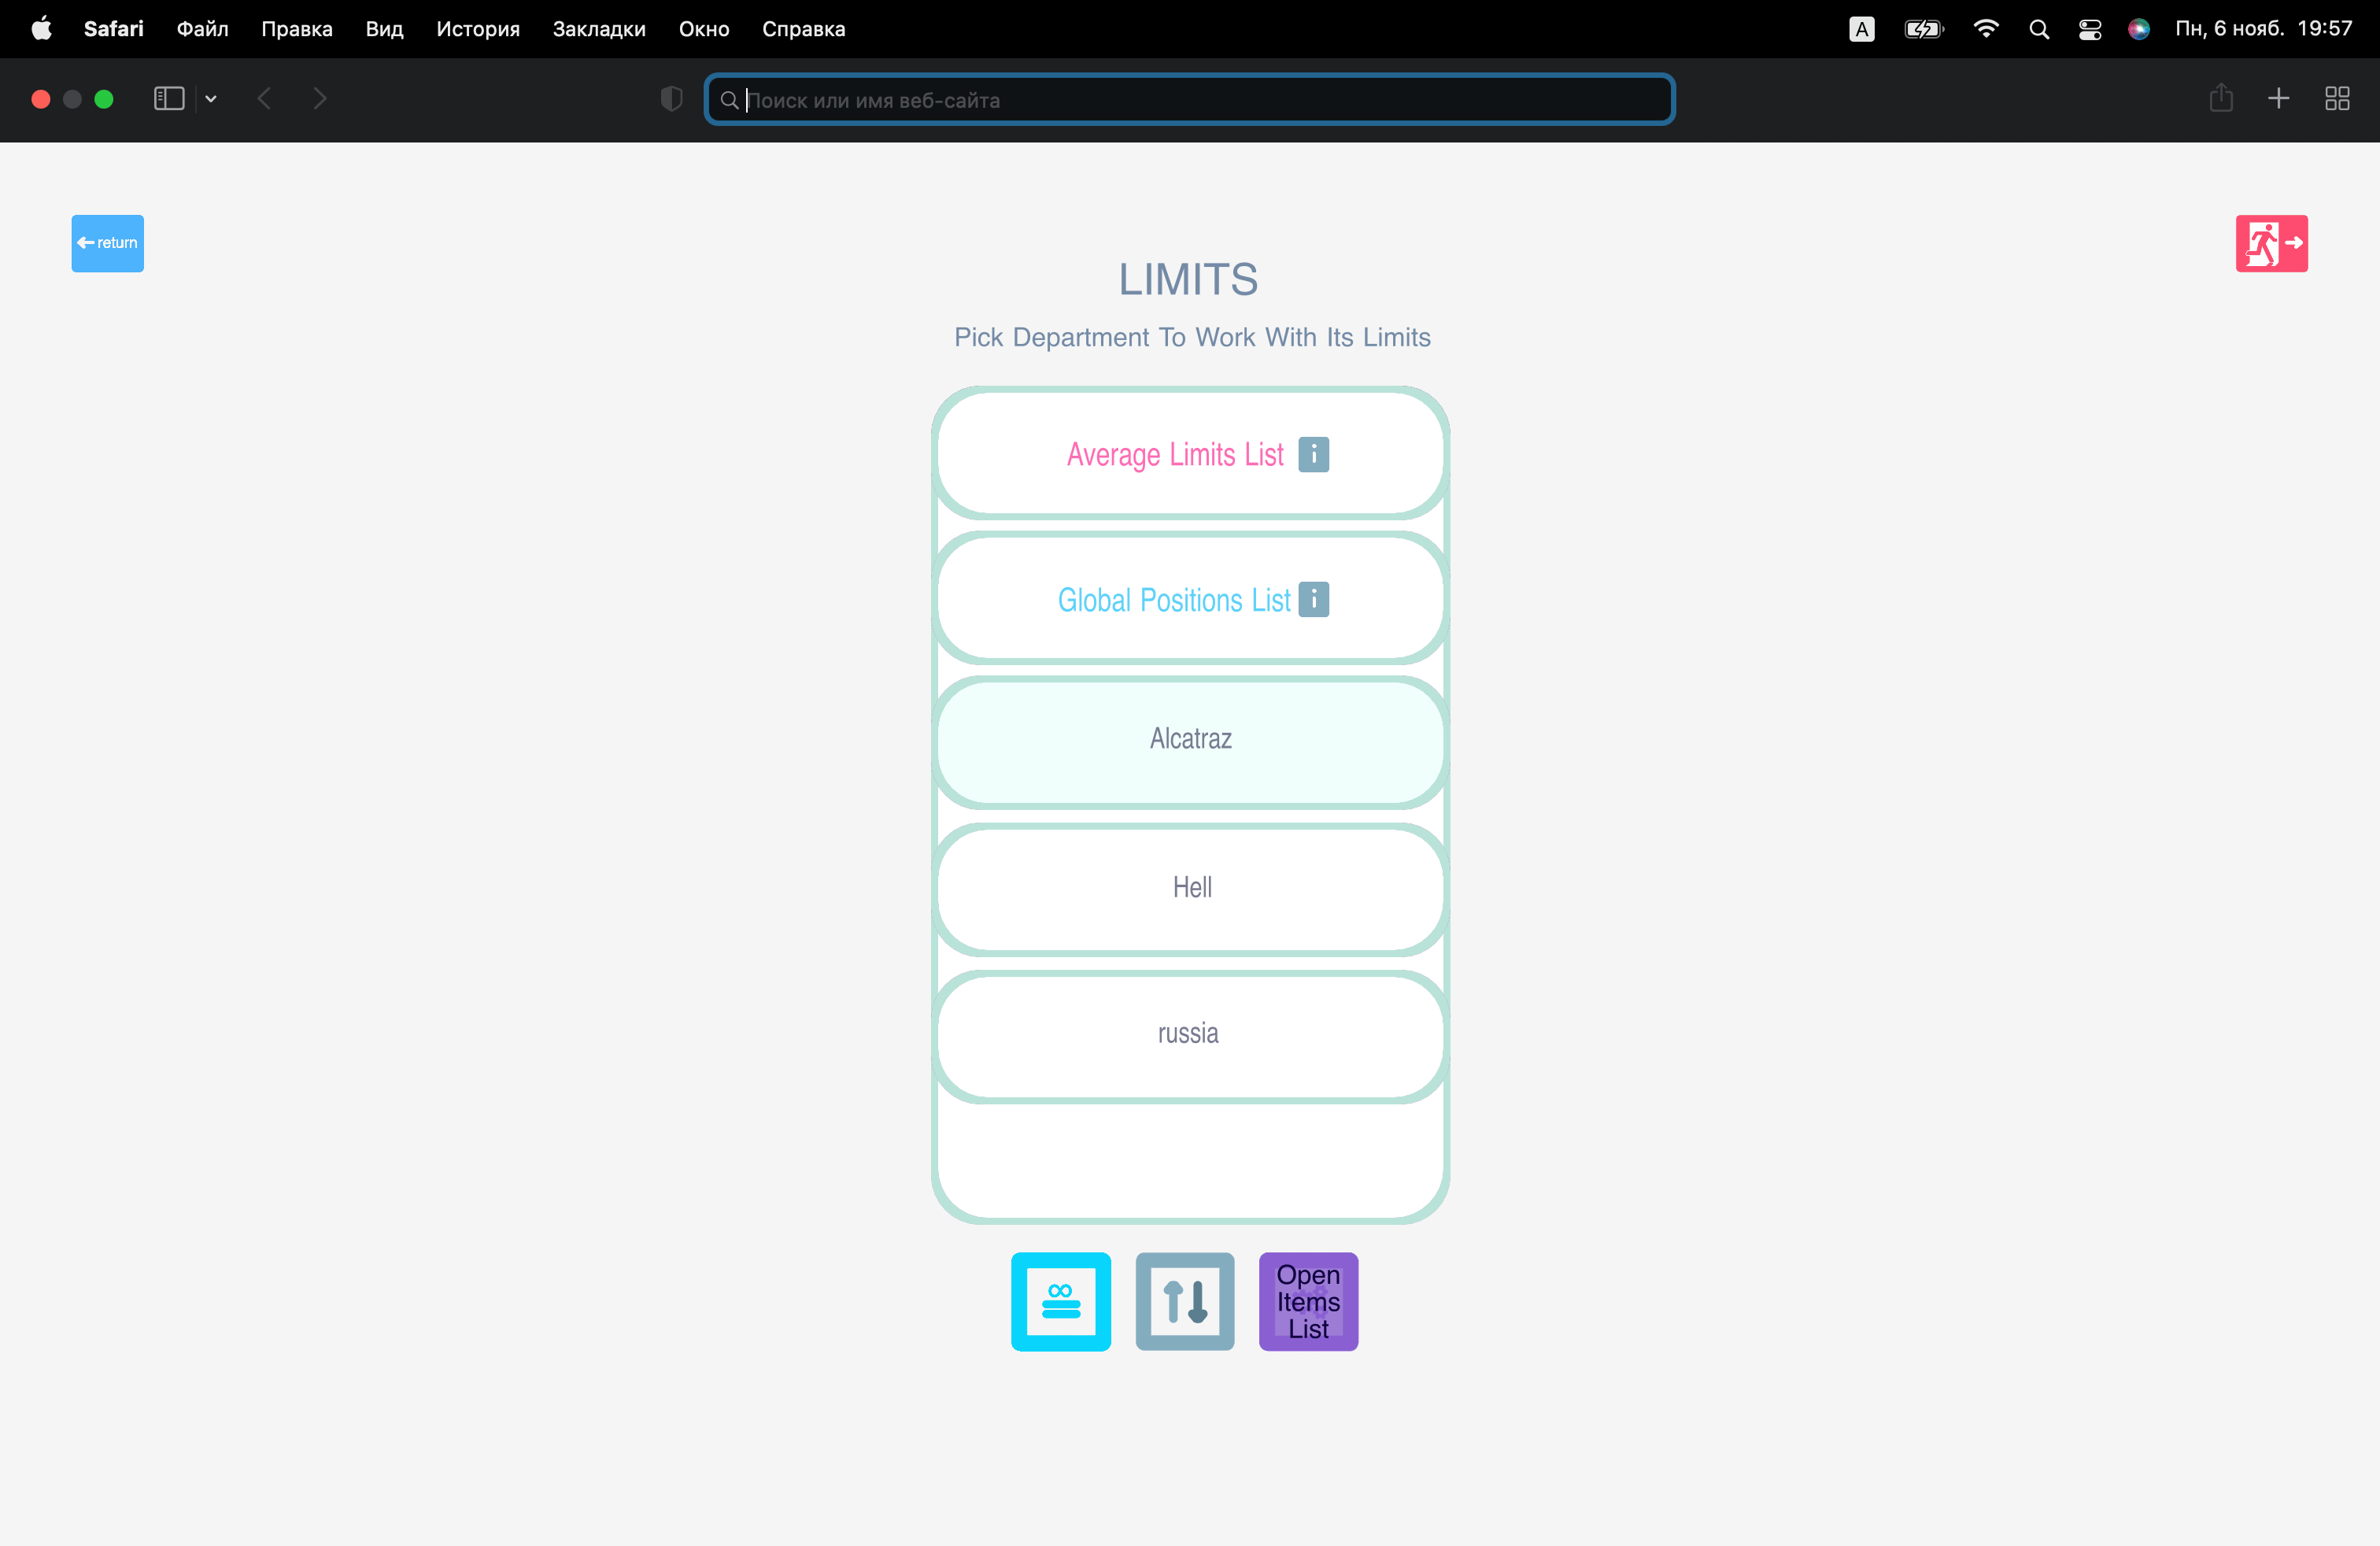 Safari Файл Правка Вид История Закладки Окно Справка A Пн, 6 нояб. 19:57
Поиск или имя веб-сайта
return
LIMITS
Pick Department To Work With Its Limits
Average Limits List i
Global Positions List i
Alcatraz
Hell
russia
Open
Items
List